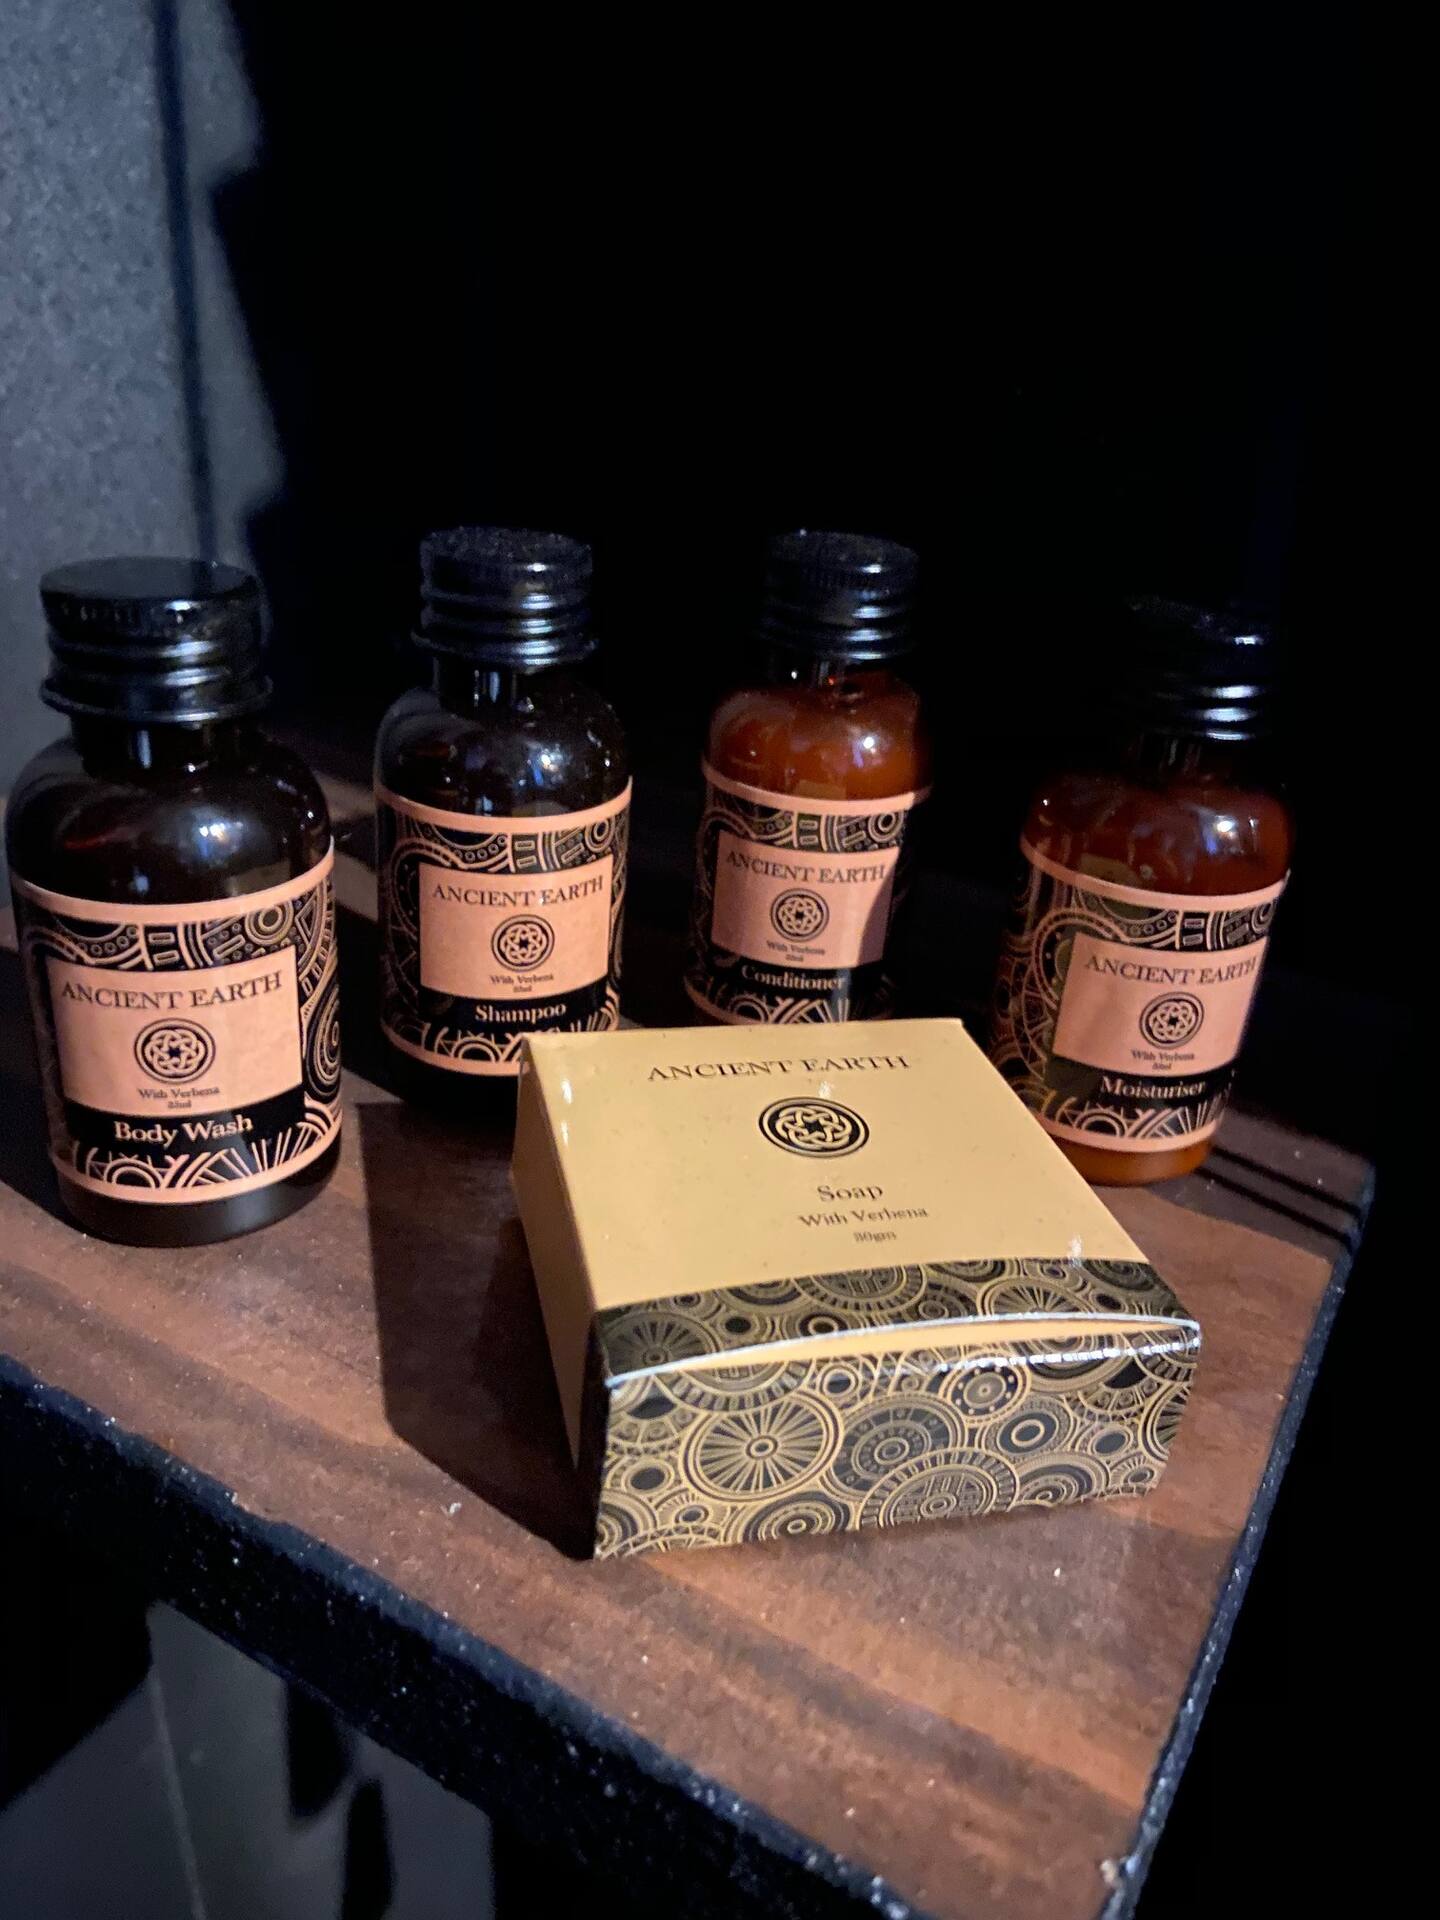 ANCIENT EARTH
With Verbena
Body Wash
ANCIENT EARTH
With Verbena
Shampoo
ANCIENT EARTH
With Verbena
Conditioner
ANCIENT EARTH
With Verbena
Moisturiser
ANCIENT EARTH
Soap
With Verbena
30gm